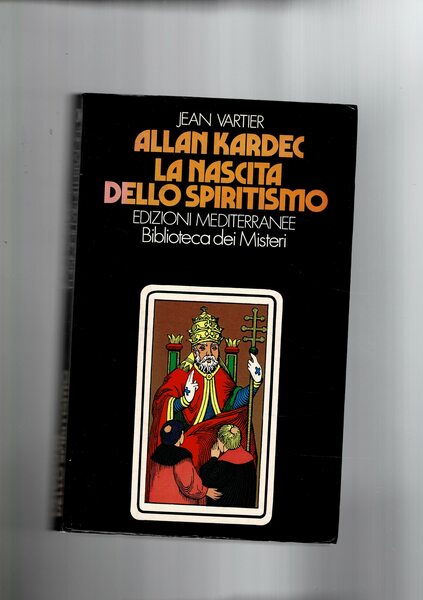 JEAN VARTIER
ALLAN KARDEC
LA NASCITA
DELLO SPIRITISMO
EDIZIONI MEDITERRANEE
Biblioteca dei Misteri